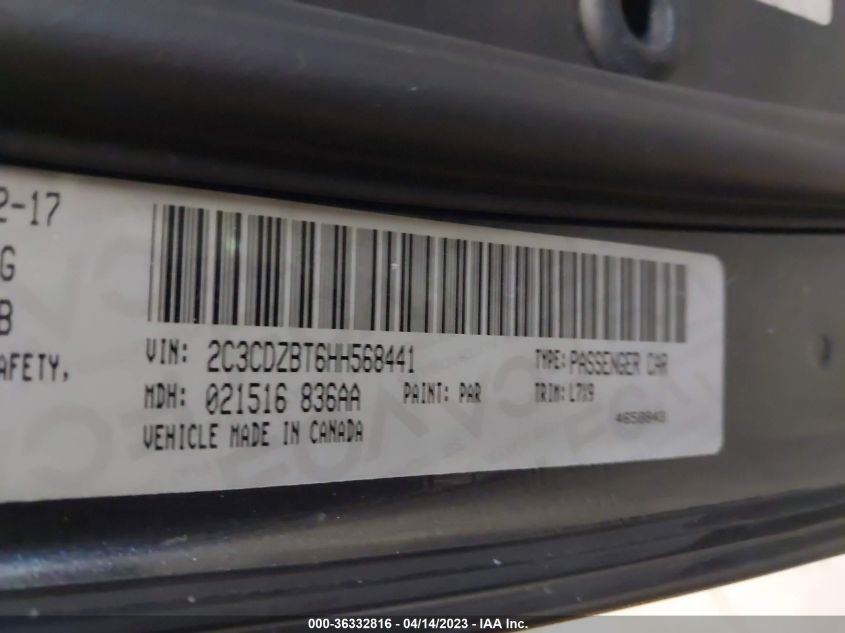 2-17
G
B
AFETY,
VIN: 2C3CDZBT6HH568441 TYPE: PASSENGER CAR
MDH: 021516 836AA PAINT: PAR TRIM: L7X9
VEHICLE MADE IN CANADA
000-36332816 - 04/14/2023 - IAA Inc.